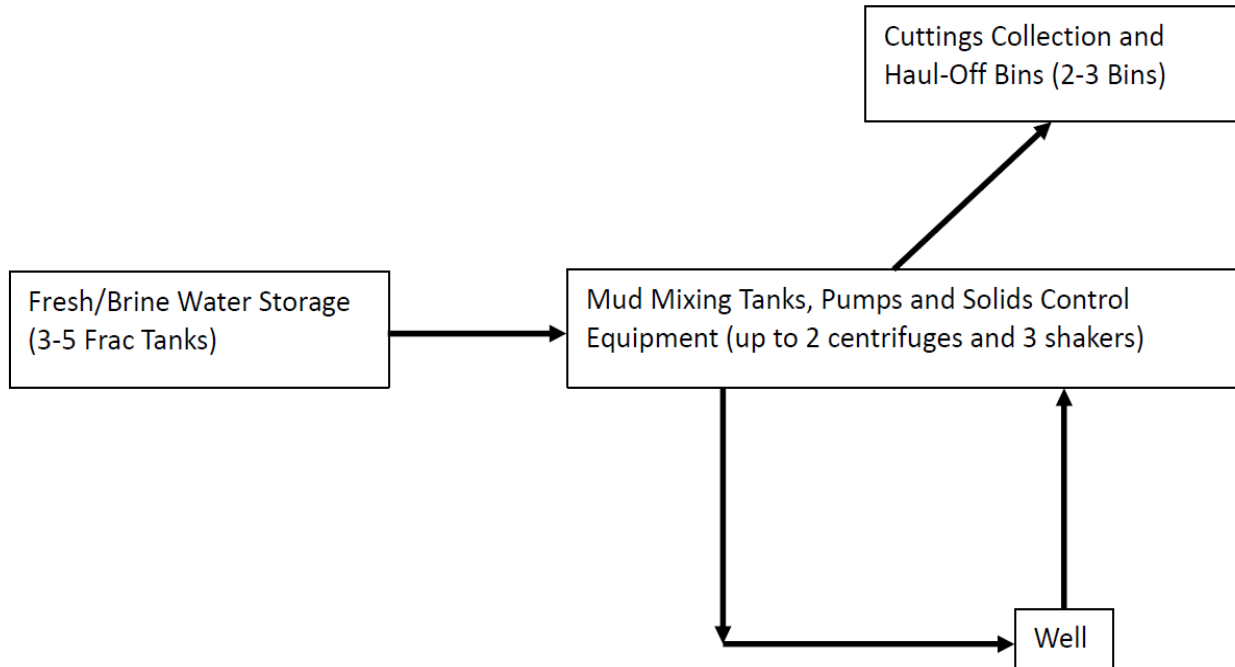 Cuttings Collection and
Haul-Off Bins (2-3 Bins)
Fresh/Brine Water Storage
(3-5 Frac Tanks)
Mud Mixing Tanks, Pumps and Solids Control
Equipment (up to 2 centrifuges and 3 shakers)
Well